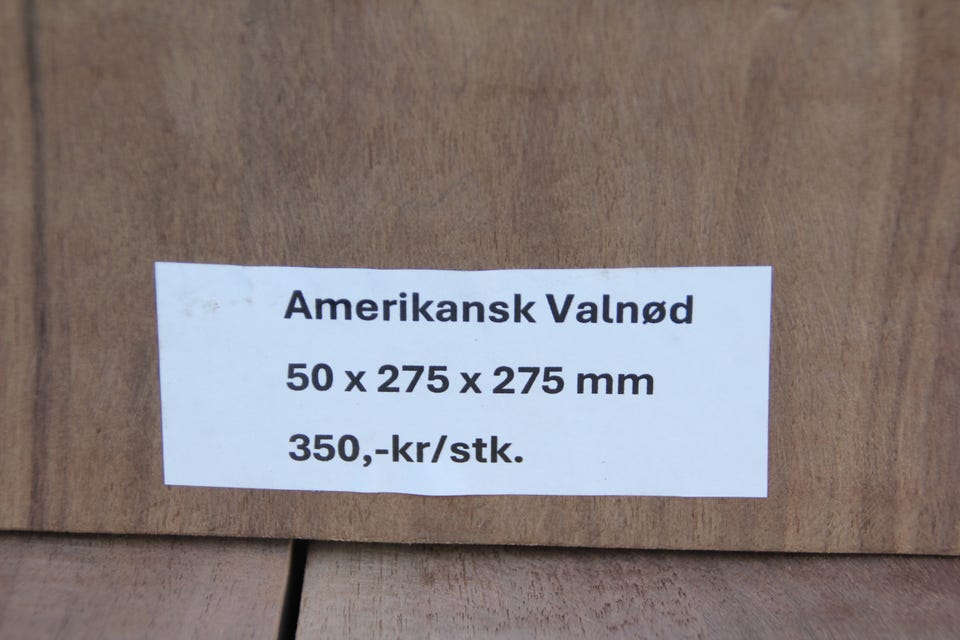 Amerikansk Valnød
50 x 275 x 275 mm
350,-kr/stk.